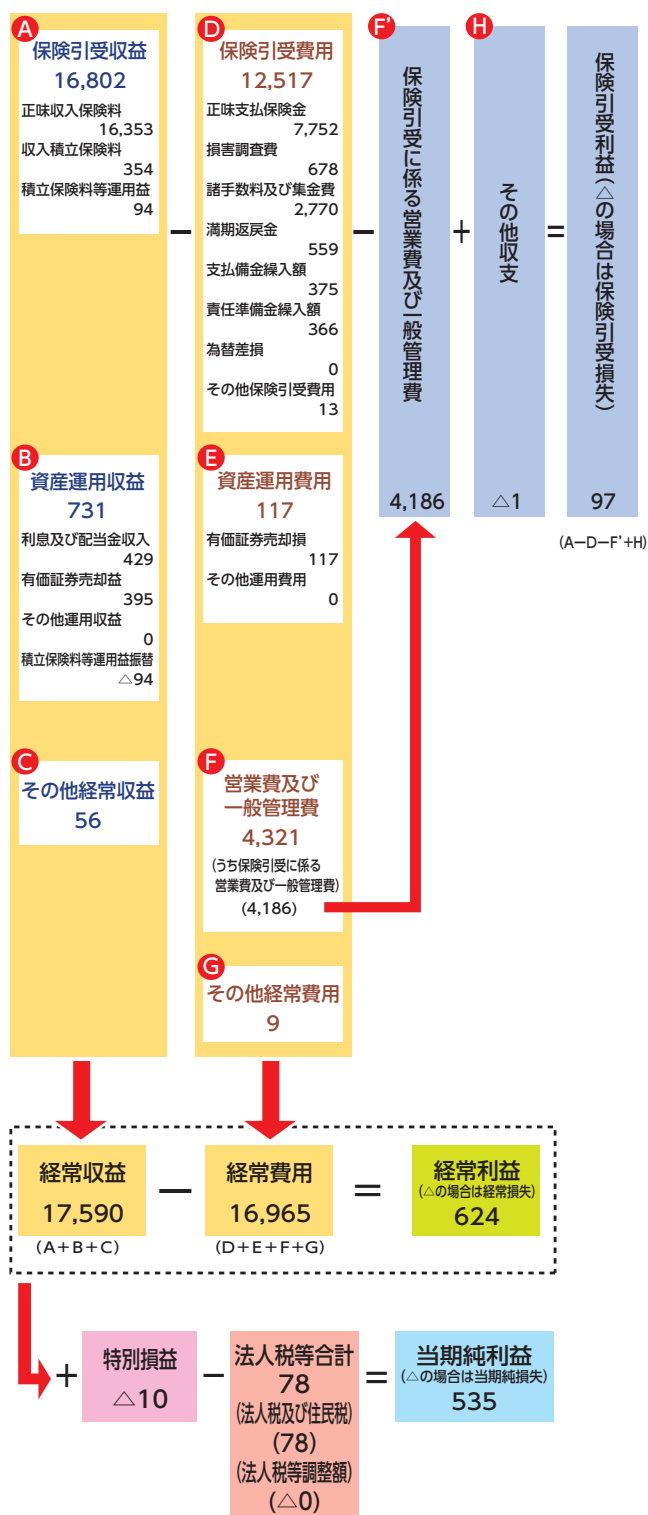 A
保険引受収益
16,802
正味収入保険料
16,353
収入積立保険料
354
積立保険料等運用益
94
−
D
保険引受費用
12,517
正味支払保険金
7,752
損害調査費
678
諸手数料及び集金費
2,770
満期返戻金
559
支払備金繰入額
375
責任準備金繰入額
366
為替差損
0
その他保険引受費用
13
−
F'
保険引受に係る営業費及び一般管理費
4,186
+
H
その他収支
△1
=
保険引受利益(△の場合は保険引受損失)
97
(A−D−F'+H)
B
資産運用収益
731
利息及び配当金収入
429
有価証券売却益
395
その他運用収益
0
積立保険料等運用益振替
△94
E
資産運用費用
117
有価証券売却損
117
その他運用費用
0
C
その他経常収益
56
F
営業費及び
一般管理費
4,321
(うち保険引受に係る
営業費及び一般管理費)
(4,186)
G
その他経常費用
9
経常収益
17,590
(A+B+C)
−
経常費用
16,965
(D+E+F+G)
=
経常利益
(△の場合は経常損失)
624
+
特別損益
△10
−
法人税等合計
78
(法人税及び住民税)
(78)
(法人税等調整額)
(△0)
=
当期純利益
(△の場合は当期純損失)
535